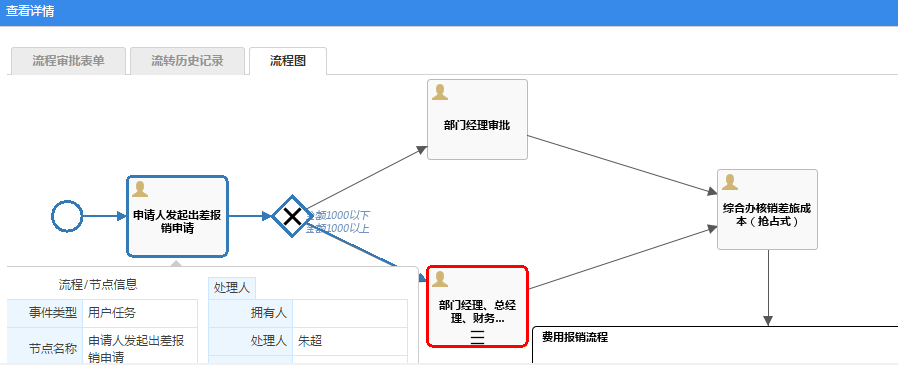 查看详情
流程审批表单
流转历史记录
流程图
部门经理审批
申请人发起出差报
销申请
金额1000以下
金额1000以上
综合办核销差旅成
本（抢占式）
部门经理、总经
理、财务...
费用报销流程
流程/节点信息
处理人
事件类型
用户任务
拥有人
处理人
朱超
节点名称
申请人发起出差报
销申请